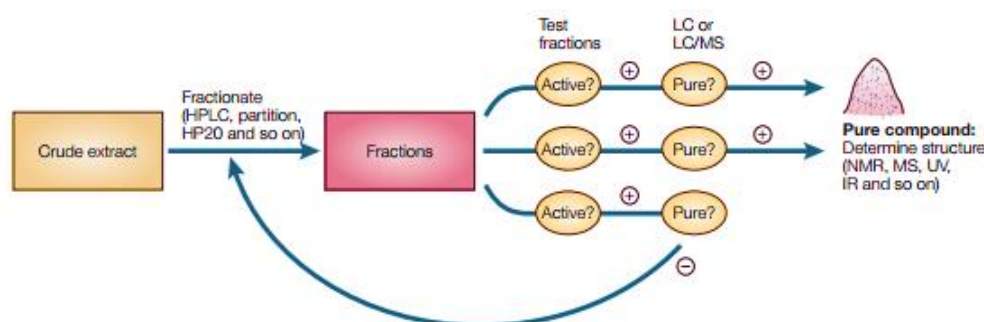 Test
fractions
LC or
LC/MS
Active?
+
Pure?
+
Fractionate
(HPLC, partition,
HP20 and so on)
Crude extract
Fractions
Active?
+
Pure?
+
Pure compound:
Determine structure
(NMR, MS, UV,
IR and so on)
Active?
+
Pure?
−